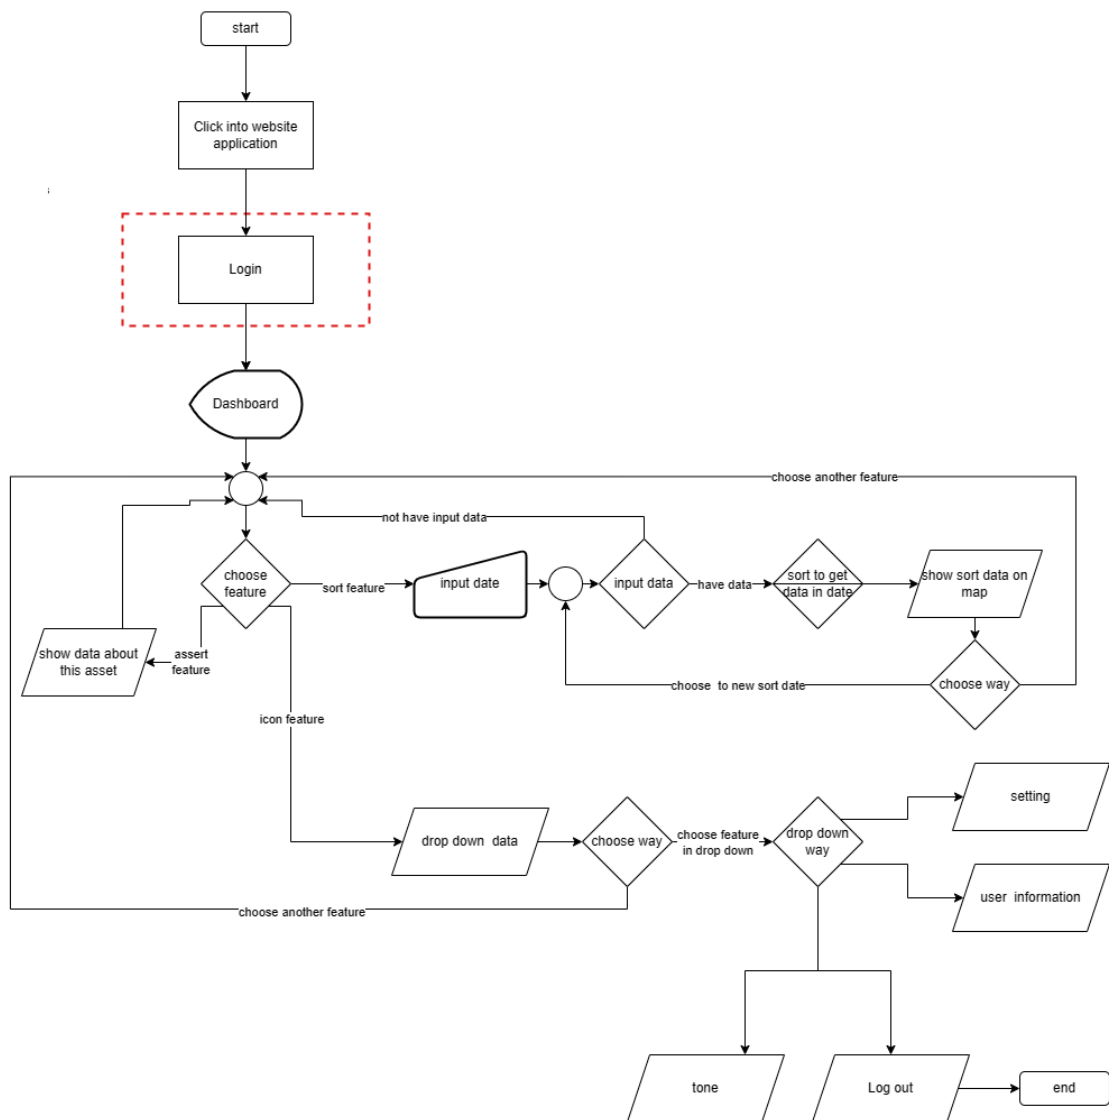 start
Click into website
application
Login
Dashboard
choose another feature
not have input data
choose
feature
sort feature
input date
input data
have data
sort to get
data in date
show sort data on
map
show data about
this asset
assert
feature
choose  to new sort date
choose way
icon feature
setting
drop down  data
choose way
choose feature
in drop down
drop down
way
user  information
choose another feature
tone
Log out
end